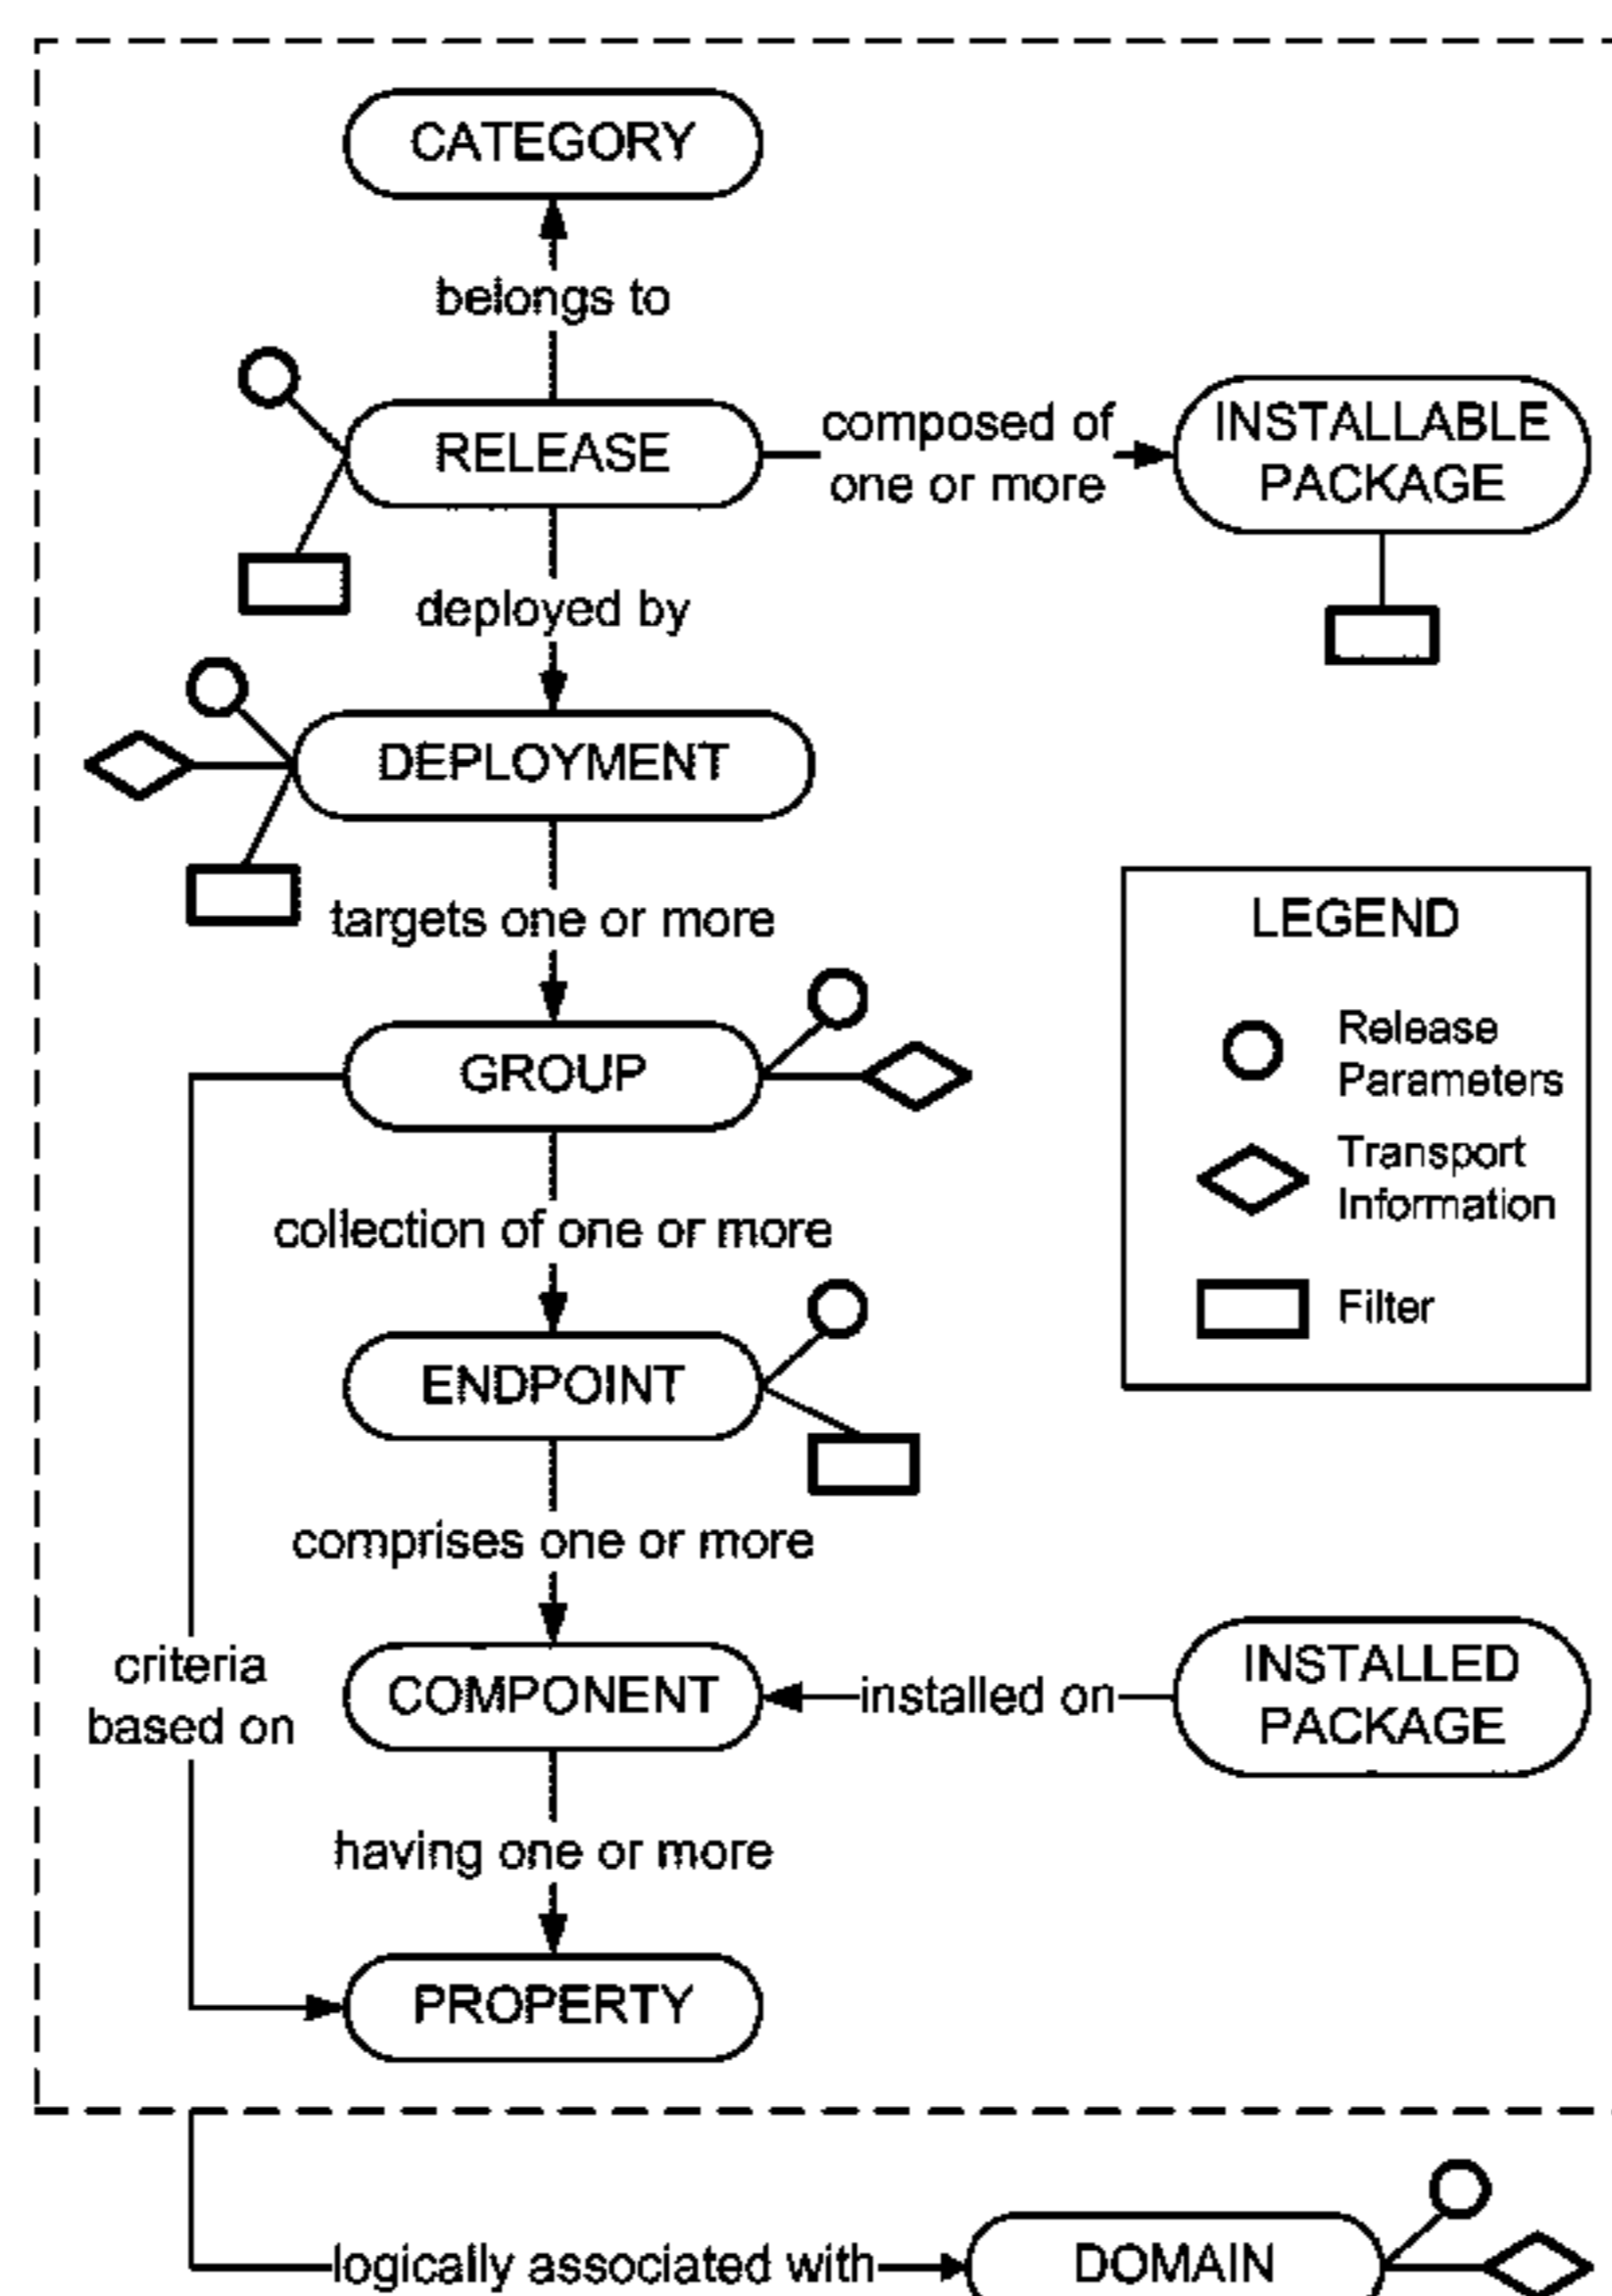 CATEGORY
belongs to
RELEASE
composed of
one or more
INSTALLABLE
PACKAGE
deployed by
DEPLOYMENT
targets one or more
LEGEND
Release
Parameters
Transport
Information
Filter
GROUP
collection of one or more
ENDPOINT
comprises one or more
criteria
based on
COMPONENT
installed on
INSTALLED
PACKAGE
having one or more
PROPERTY
logically associated with
DOMAIN